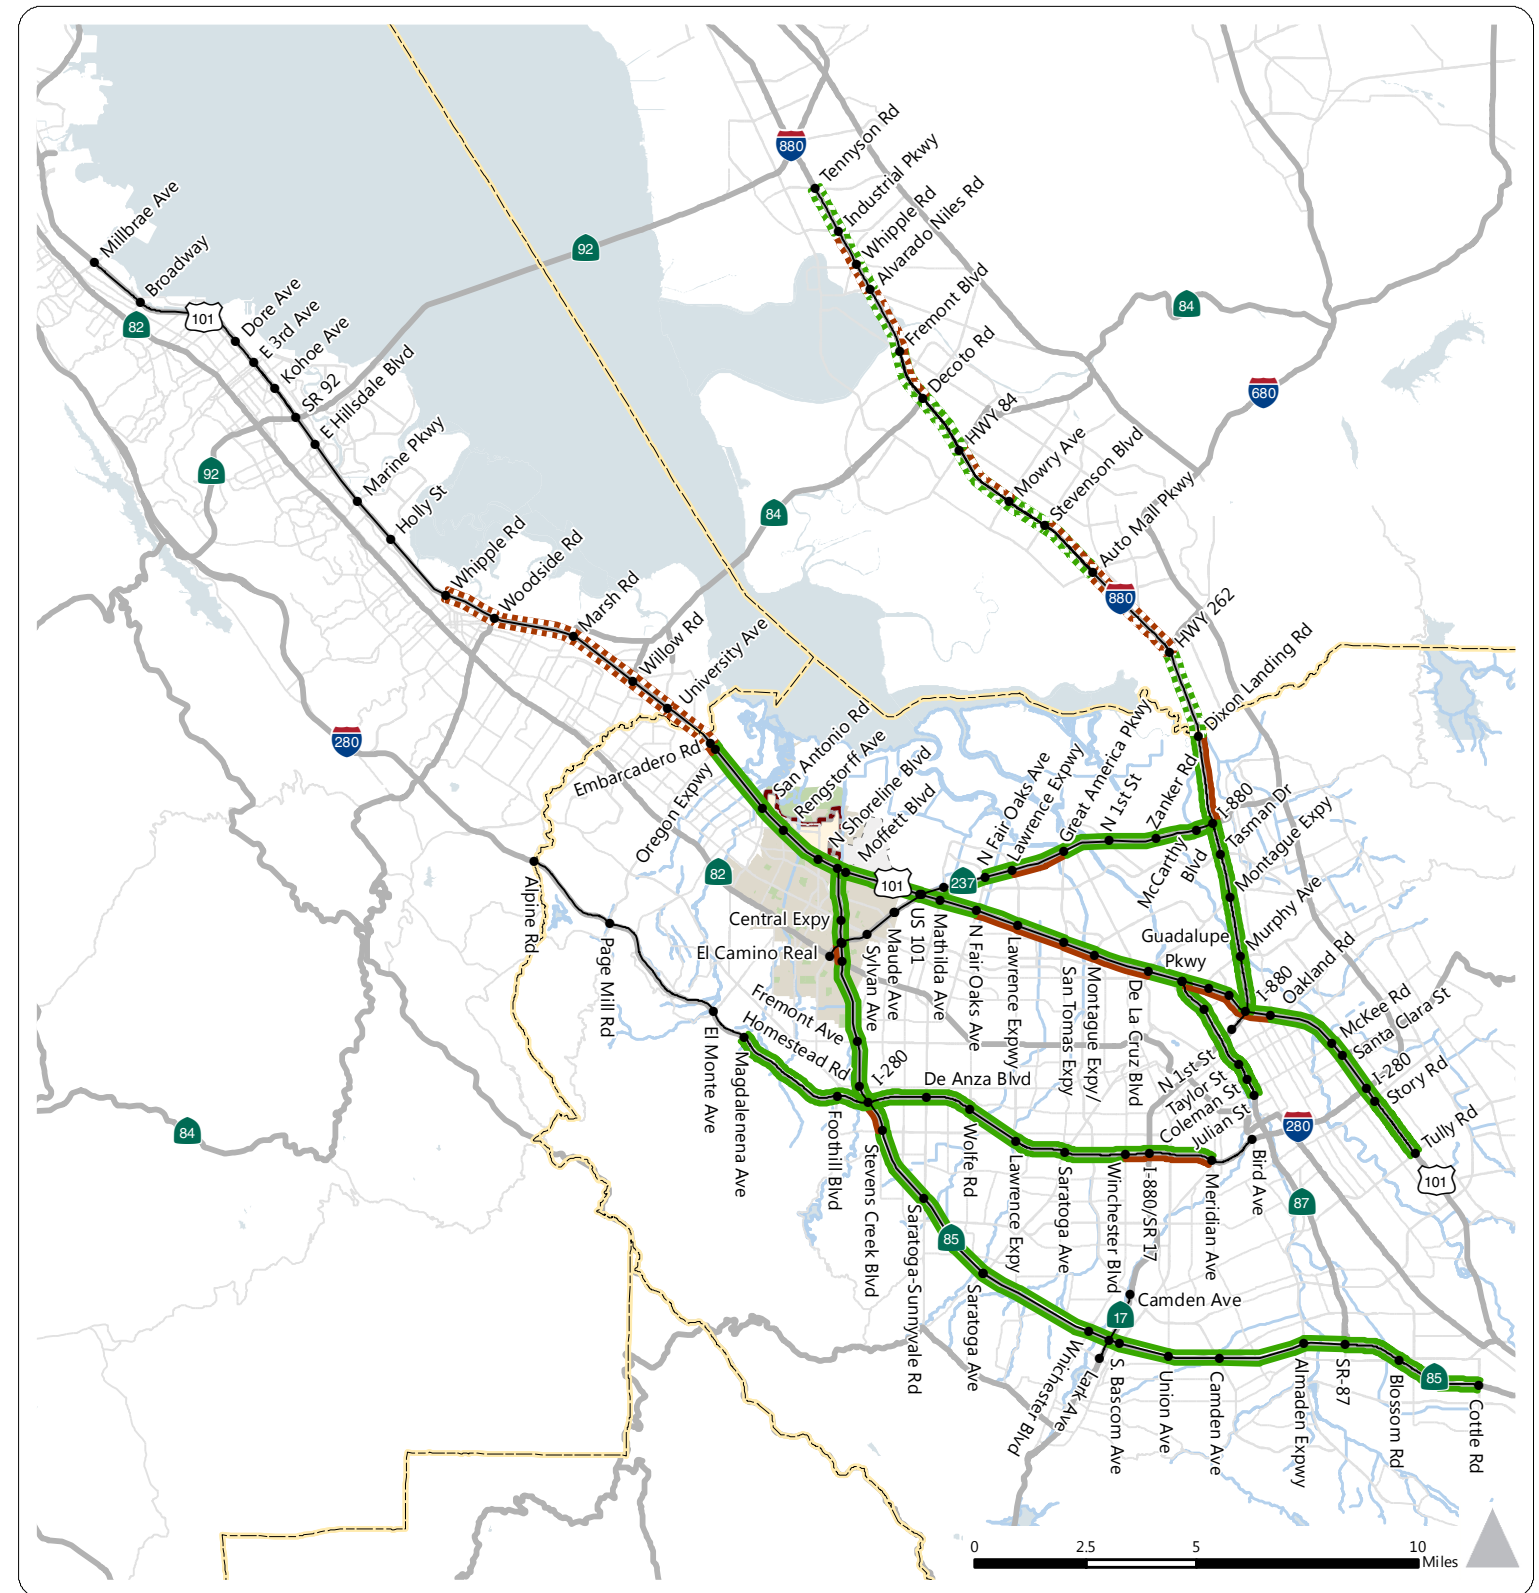 Tennyson Rd
880
Industrial Pkwy
Whipple Rd
Alvarado Niles Rd
Millbrae Ave
Broadway
92
101
82
Dore Ave
E 3rd Ave
Kohoe Ave
SR 92
E Hillsdale Blvd
Fremont Blvd
84
Decoto Rd
680
92
Marine Pkwy
Holly St
HWY 84
Mowry Ave
Stevenson Blvd
Auto Mall Pkwy
84
Whipple Rd
Woodside Rd
Marsh Rd
Willow Rd
University Ave
880
HWY 262
Dixon Landing Rd
280
Embarcadero Rd
Oregon Expwy
San Antonio Rd
Rengstorff Ave
N Shoreline Blvd
Moffett Blvd
N Fair Oaks Ave
Lawrence Expwy
Great America Pkwy
N 1st St
Zanker Rd
I-880
Tasman Dr
Montague Expy
McCarthy
Blvd
Murphy Ave
82
101
237
Alpine Rd
Page Mill Rd
Central Expy
El Camino Real
Sylvan Ave
Maude Ave
US 101
Mathilda Ave
N Fair Oaks Ave
Lawrence Expwy
San Tomas Expy
Montague Expy/
De La Cruz Blvd
Guadalupe
Pkwy
I-880
Oakland Rd
McKee Rd
Santa Clara St
I-280
Story Rd
Tully Rd
101
Fremont Ave
Homestead Rd
I-280
De Anza Blvd
N 1st St
Taylor St
Coleman St
Julian St
280
El Monte Ave
Magdalenena Ave
Foothill Blvd
Stevens Creek Blvd
Saratoga-Sunnyvale Rd
Wolfe Rd
Lawrence Expy
Saratoga Ave
Winchester Blvd
I-880/SR 17
Meridian Ave
Bird Ave
84
87
85
Saratoga Ave
Camden Ave
17
Wnichester Blvd
Lark Ave
S. Bascom Ave
Union Ave
Camden Ave
Almaden Expwy
SR-87
Blossom Rd
85
Cottle Rd
0 2.5 5 10
Miles